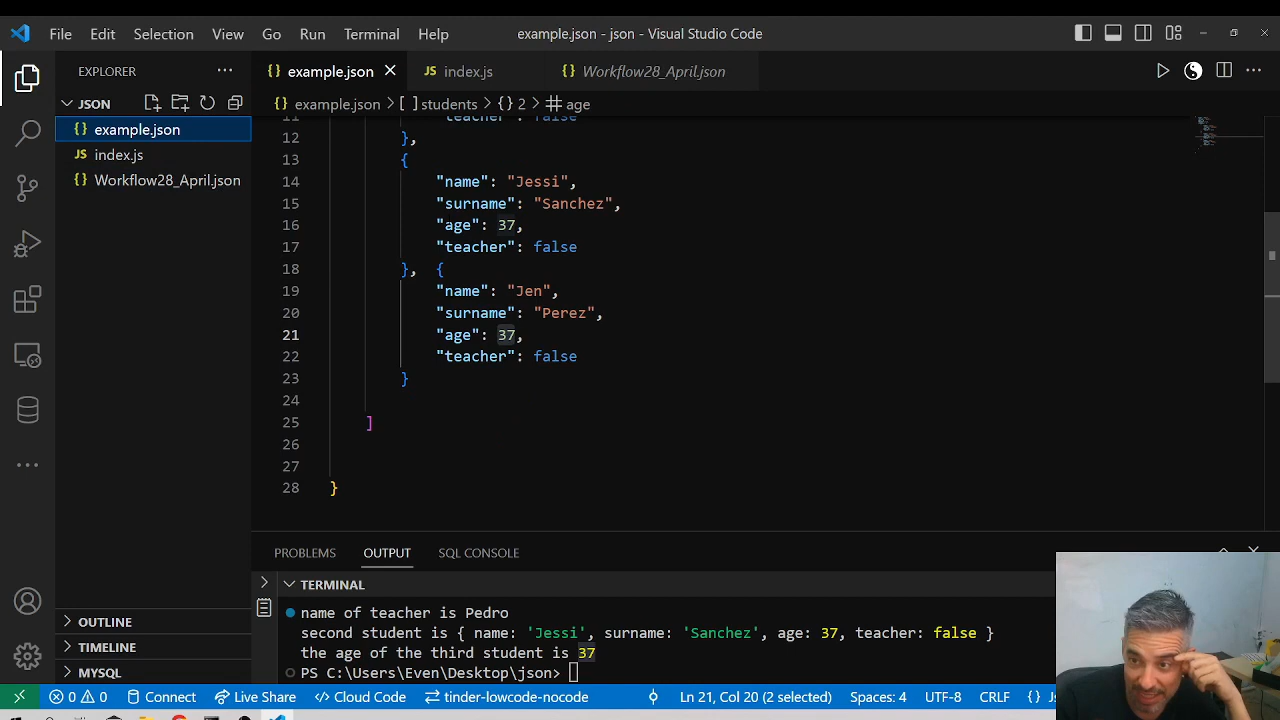 File Edit Selection View Go Run Terminal Help example.json - json - Visual Studio Code
EXPLORER
JSON
example.json
index.js
Workflow28_April.json
OUTLINE
TIMELINE
MYSQL
example.json index.js Workflow28_April.json
example.json > [ ] students > {} 2 > # age
11 "teacher": false
12 },
13 {
14 "name": "Jessi",
15 "surname": "Sanchez",
16 "age": 37,
17 "teacher": false
18 }, {
19 "name": "Jen",
20 "surname": "Perez",
21 "age": 37,
22 "teacher": false
23 }
24
25 ]
26
27
28 }
PROBLEMS OUTPUT SQL CONSOLE
TERMINAL
name of teacher is Pedro
second student is { name: 'Jessi', surname: 'Sanchez', age: 37, teacher: false }
the age of the third student is 37
PS C:\Users\Even\Desktop\json>
0 0 Connect Live Share Cloud Code tinder-lowcode-nocode Ln 21, Col 20 (2 selected) Spaces: 4 UTF-8 CRLF {}